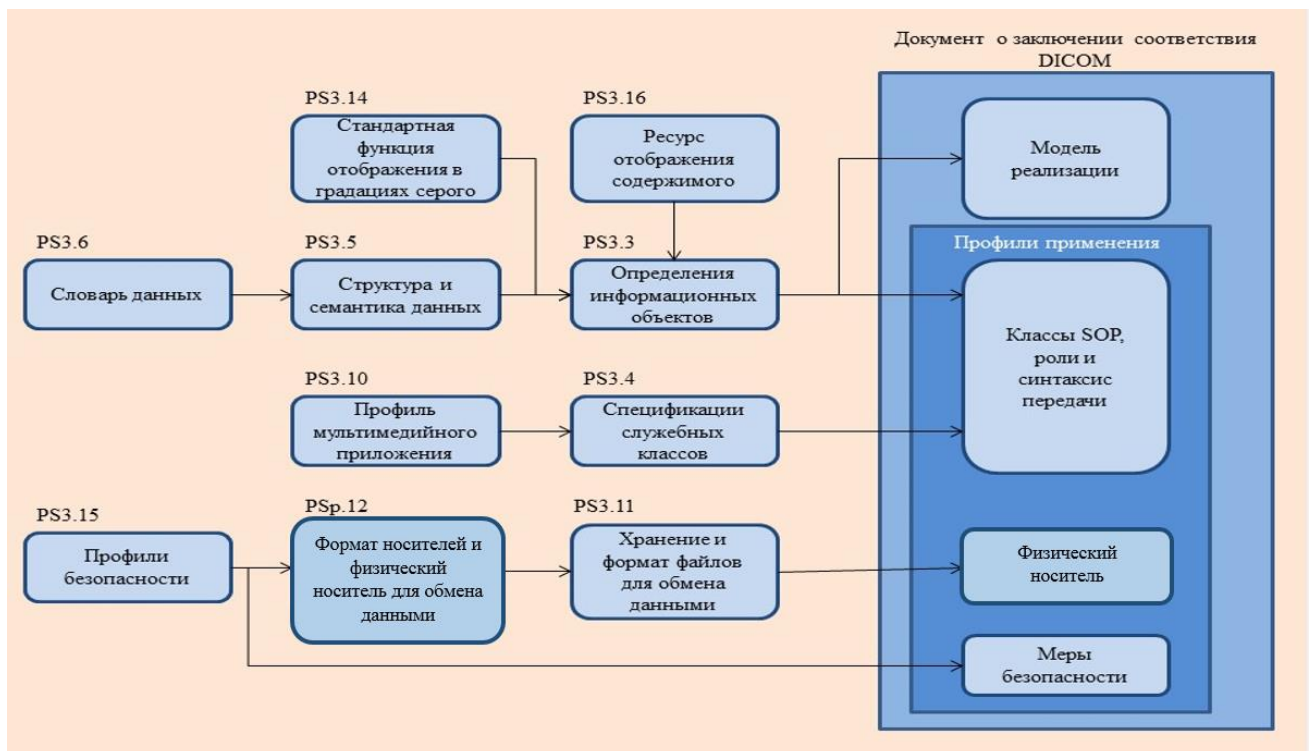 Документ о заключении соответствия
DICOM
PS3.14
Стандартная
функция
отображения в
градациях серого
PS3.16
Ресурс
отображения
содержимого
Модель
реализации
PS3.6
Словарь данных
PS3.5
Структура и
семантика данных
PS3.3
Определения
информационных
объектов
Профили применения
Классы SOP,
роли и
синтаксис
передачи
PS3.10
Профиль
мультимедийного
приложения
PS3.4
Спецификации
служебных
классов
PS3.15
Профили
безопасности
PSp.12
Формат носителей и
физический
носитель для обмена
данными
PS3.11
Хранение и
формат файлов
для обмена
данными
Физический
носитель
Меры
безопасности